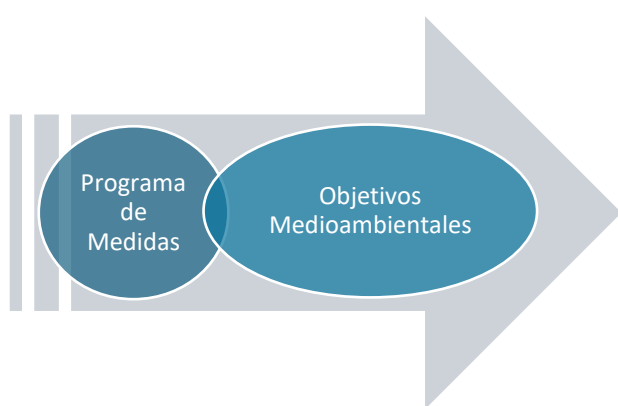 Programa
de
Medidas
Objetivos
Medioambientales